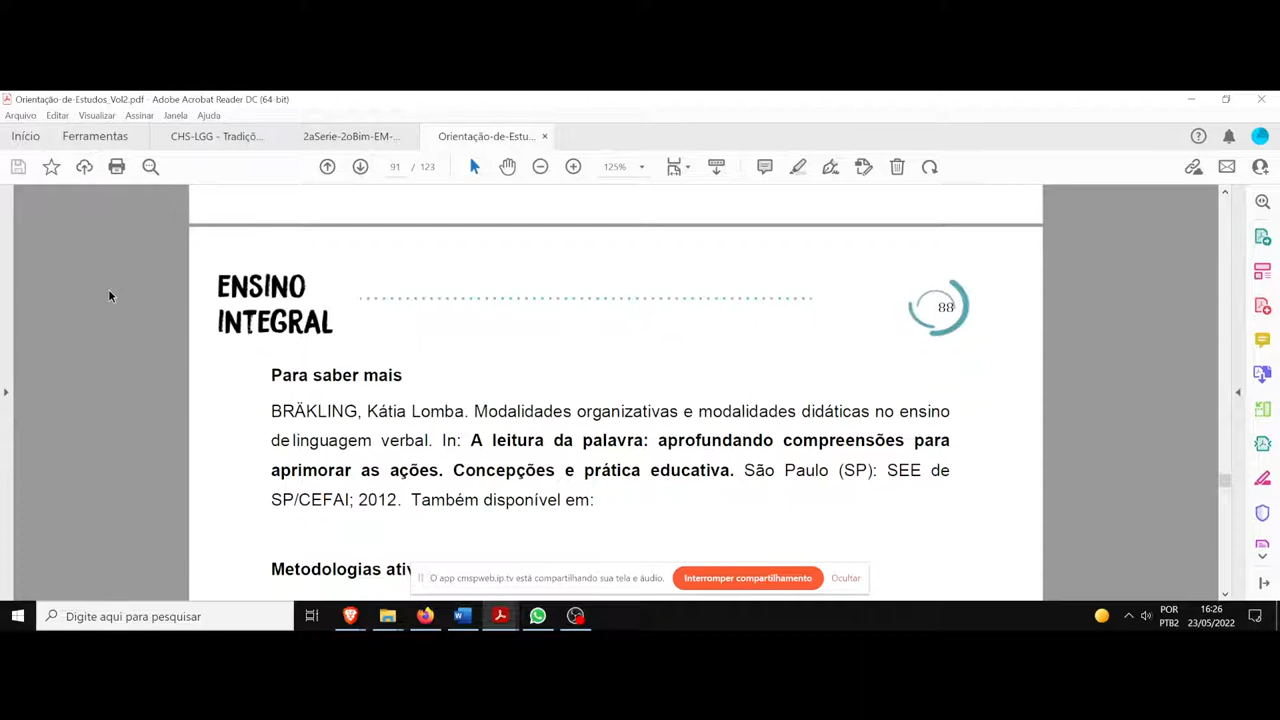 Orientação-de-Estudos_Vol2.pdf - Adobe Acrobat Reader DC (64-bit)
Arquivo Editar Visualizar Assinar Janela Ajuda
Início Ferramentas CHS-LGG - Tradiçõ... 2aSerie-2oBim-EM-... Orientação-de-Estu... ×
91 / 123 125%
ENSINO
INTEGRAL
88
Para saber mais
BRÄKLING, Kátia Lomba. Modalidades organizativas e modalidades didáticas no ensino
de linguagem verbal. In: A leitura da palavra: aprofundando compreensões para
aprimorar as ações. Concepções e prática educativa. São Paulo (SP): SEE de
SP/CEFAI; 2012. Também disponível em:
Metodologias ativ
O app cmspweb.ip.tv está compartilhando sua tela e áudio. Interromper compartilhamento Ocultar
Digite aqui para pesquisar
POR
PTB2
16:26
23/05/2022